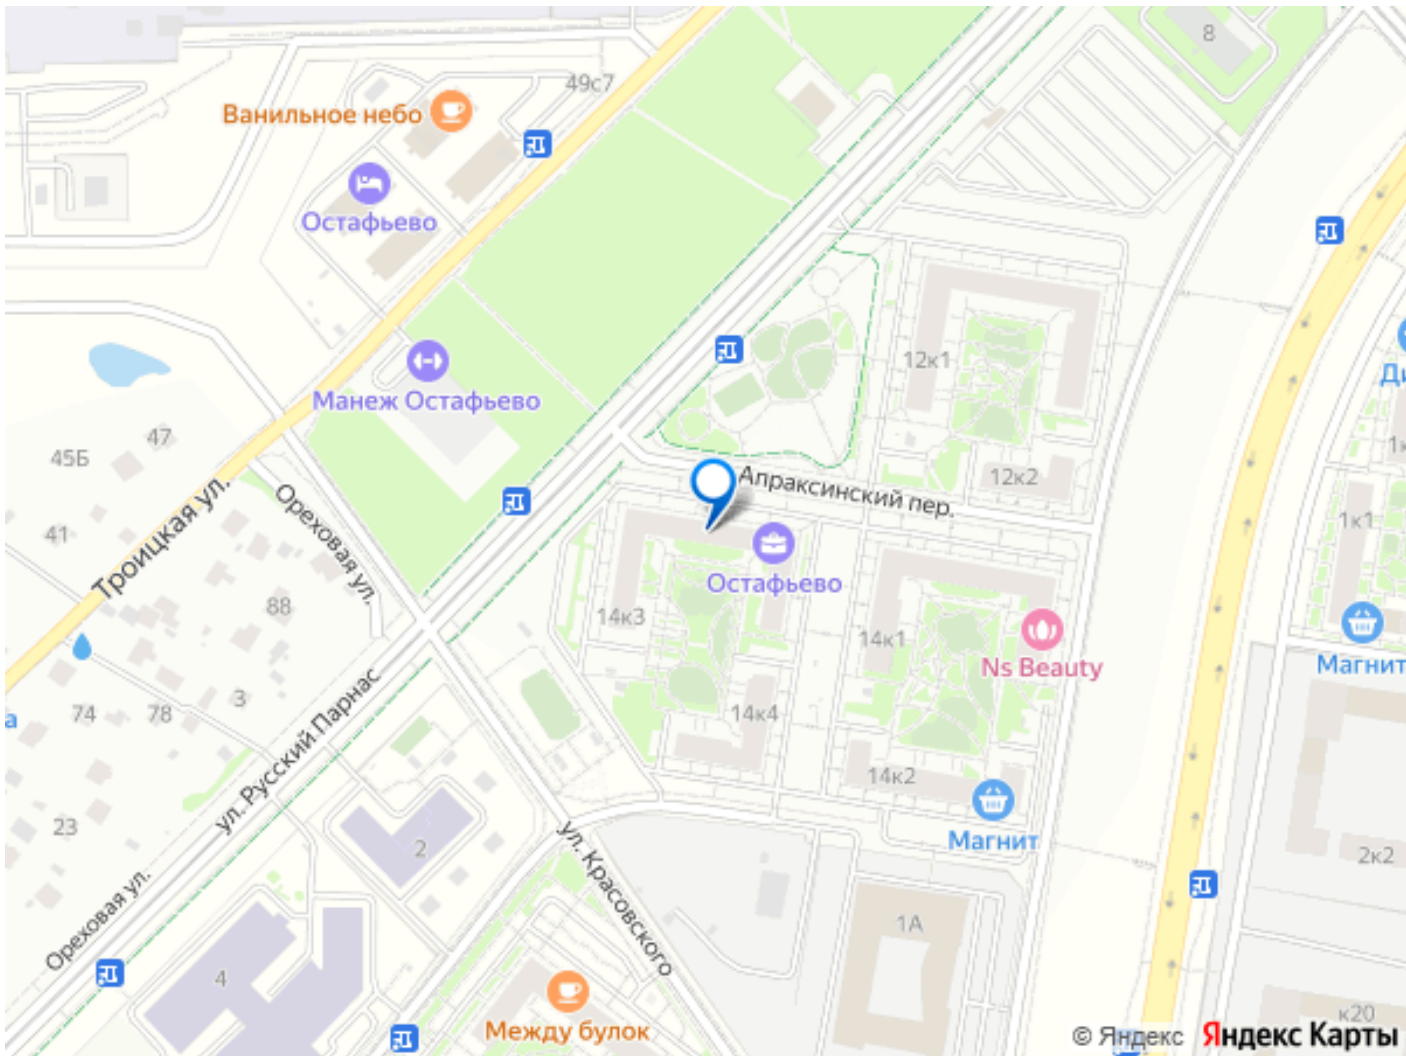 8
49с7
Ванильное небо
Остафьево
12к1
Манеж Остафьево
47
45Б
12к2
Апраксинский пер.
Троицкая ул.
Ореховая ул.
41
1к1
Остафьево
88
14к3
14к1
Ns Beauty
Магнит
3
74
78
14к4
ул. Русский Парнас
14к2
Магнит
23
2
2к2
ул. Красовского
Ореховая ул.
1А
4
к20
Между булок
© Яндекс Яндекс Карты